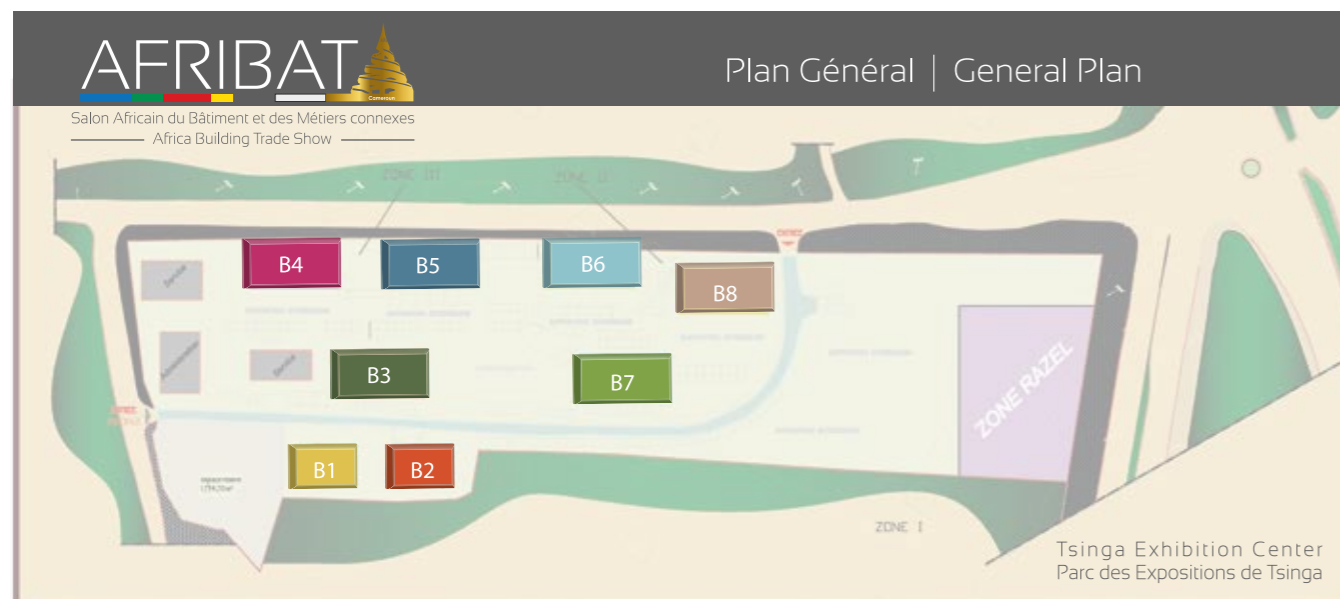 AFRIBAT
Cameroun
Salon Africain du Bâtiment et des Métiers connexes
Africa Building Trade Show
Plan Général | General Plan
ZONE III
ZONE II
B4
B5
B6
B8
B3
B7
B1
B2
ZONE RAZEL
ZONE I
Tsinga Exhibition Center
Parc des Expositions de Tsinga